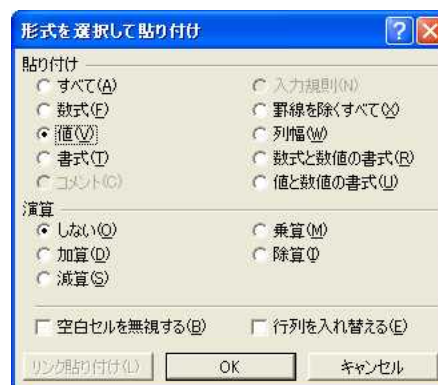 形式を選択して貼り付け
貼り付け
すべて(A)
入力規則(N)
数式(F)
罫線を除くすべて(X)
値(V)
列幅(W)
書式(T)
数式と数値の書式(R)
コメント(C)
値と数値の書式(U)
演算
しない(O)
乗算(M)
加算(D)
除算(I)
減算(S)
空白セルを無視する(B)
行列を入れ替える(E)
リンク貼り付け(L)
OK
キャンセル